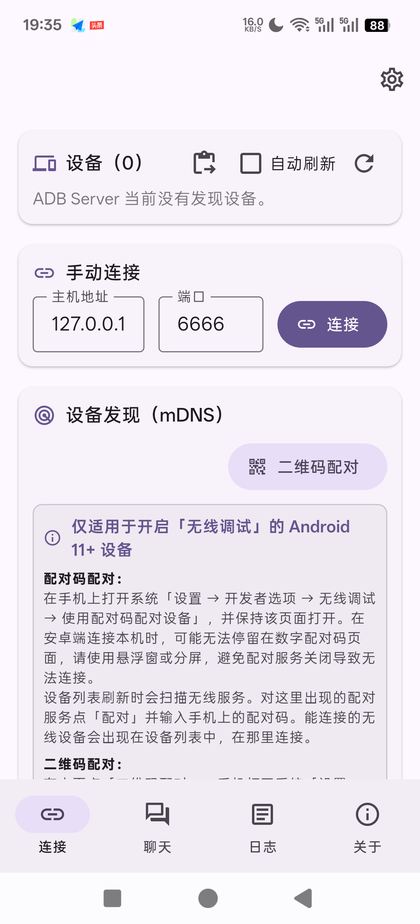 19:35 头条 16.0 KB/S 5G 5G 88
设备（0） 自动刷新
ADB Server 当前没有发现设备。
手动连接
主机地址 端口
127.0.0.1 6666 连接
设备发现（mDNS）
二维码配对
仅适用于开启「无线调试」的 Android
11+ 设备
配对码配对：
在手机上打开系统「设置 → 开发者选项 → 无线调试
→ 使用配对码配对设备」，并保持该页面打开。在
安卓端连接本机时，可能无法停留在数字配对码页
面，请使用悬浮窗或分屏，避免配对服务关闭导致无
法连接。
设备列表刷新时会扫描无线服务。对这里出现的配对
服务点「配对」并输入手机上的配对码。能连接的无
线设备会出现在设备列表中，在那里连接。
二维码配对：
连接 聊天 日志 关于